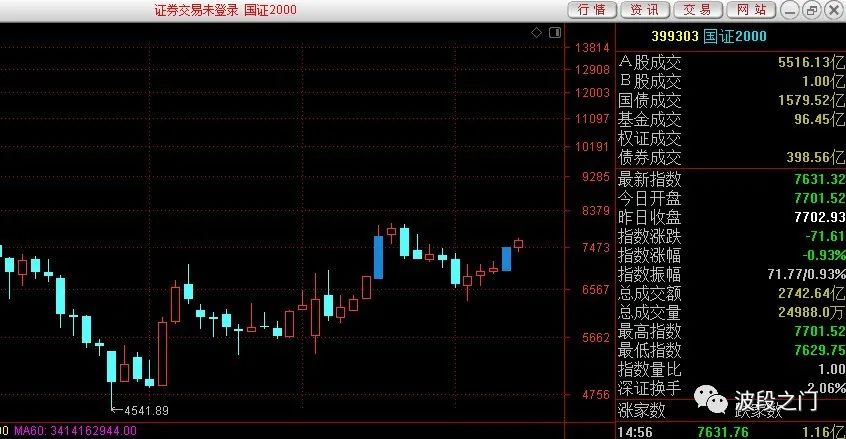 证券交易未登录 国证2000
行情 资讯 交易 网站
399303 国证2000
13814
12908
12003
11097
10191
9285
8379
7473
6567
5662
4756
←4541.89
A股成交 5516.13亿
B股成交 1.00亿
国债成交 1579.52亿
基金成交 96.45亿
权证成交
债券成交 398.56亿
最新指数 7631.32
今日开盘 7701.52
昨日收盘 7702.93
指数涨跌 -71.61
指数涨幅 -0.93%
指数振幅 71.77/0.93%
总成交额 2742.64亿
总成交量 24988.0万
最高指数 7701.52
最低指数 7629.75
指数量比 1.00
深证换手 2.06%
涨家数 跌家数
波段之门
00 MA60: 3414162944.00
14:56 7631.76 1.16亿